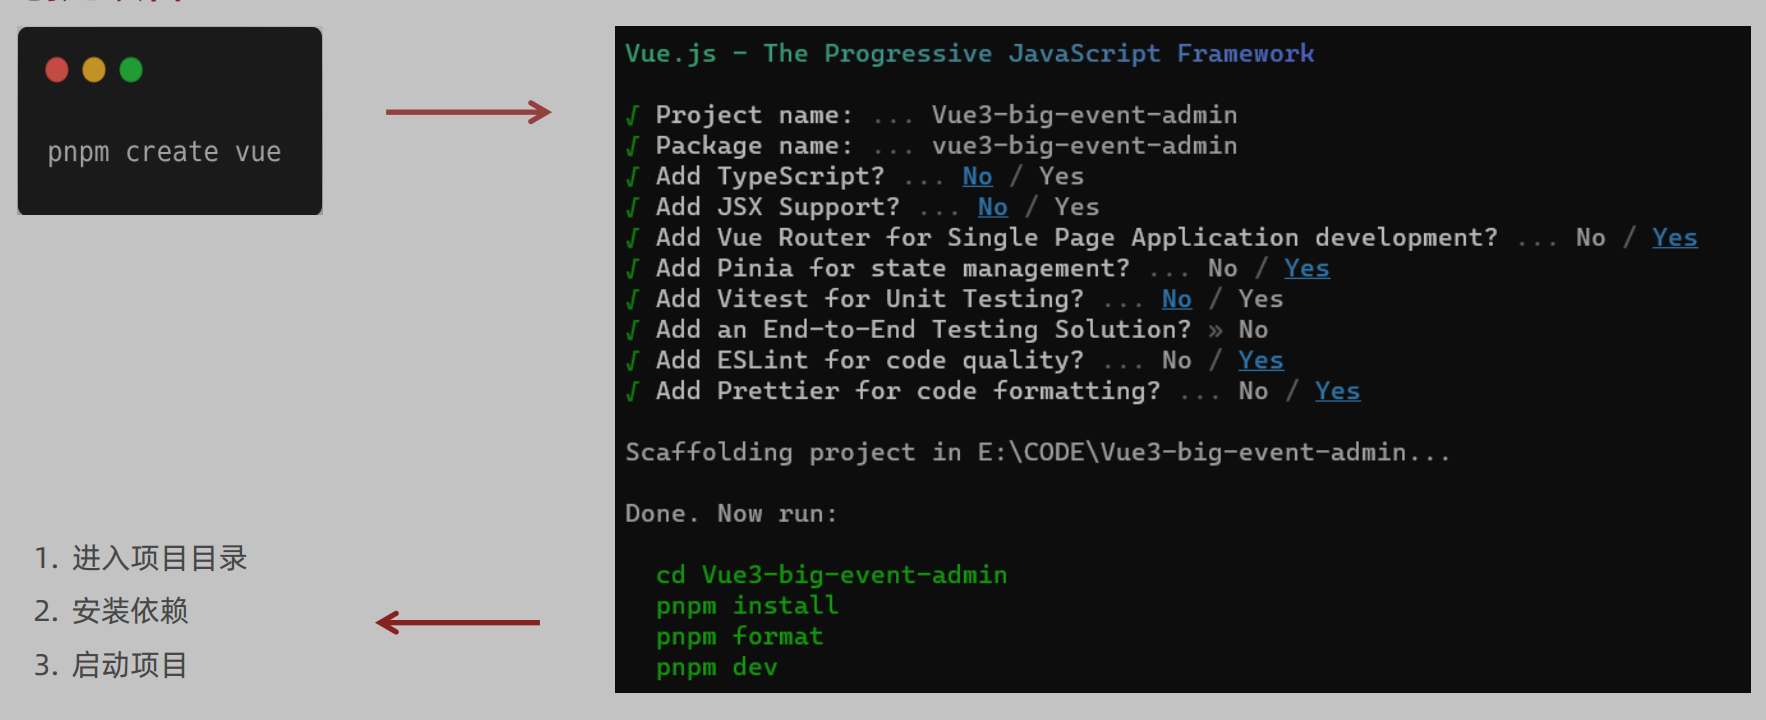 pnpm create vue
Vue.js - The Progressive JavaScript Framework
√ Project name: ... Vue3-big-event-admin
√ Package name: ... vue3-big-event-admin
√ Add TypeScript? ... No / Yes
√ Add JSX Support? ... No / Yes
√ Add Vue Router for Single Page Application development? ... No / Yes
√ Add Pinia for state management? ... No / Yes
√ Add Vitest for Unit Testing? ... No / Yes
√ Add an End-to-End Testing Solution? » No
√ Add ESLint for code quality? ... No / Yes
√ Add Prettier for code formatting? ... No / Yes
Scaffolding project in E:\CODE\Vue3-big-event-admin...
Done. Now run:
cd Vue3-big-event-admin
pnpm install
pnpm format
pnpm dev
1. 进入项目目录
2. 安装依赖
3. 启动项目